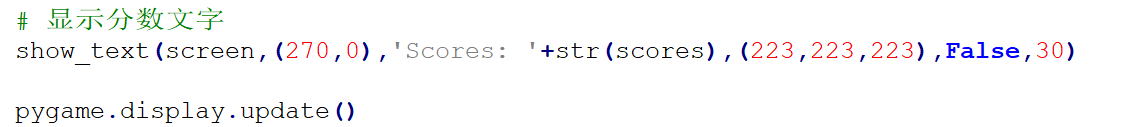 # 显示分数文字
show_text(screen,(270,0),'Scores: '+str(scores),(223,223,223),False,30)
pygame.display.update()